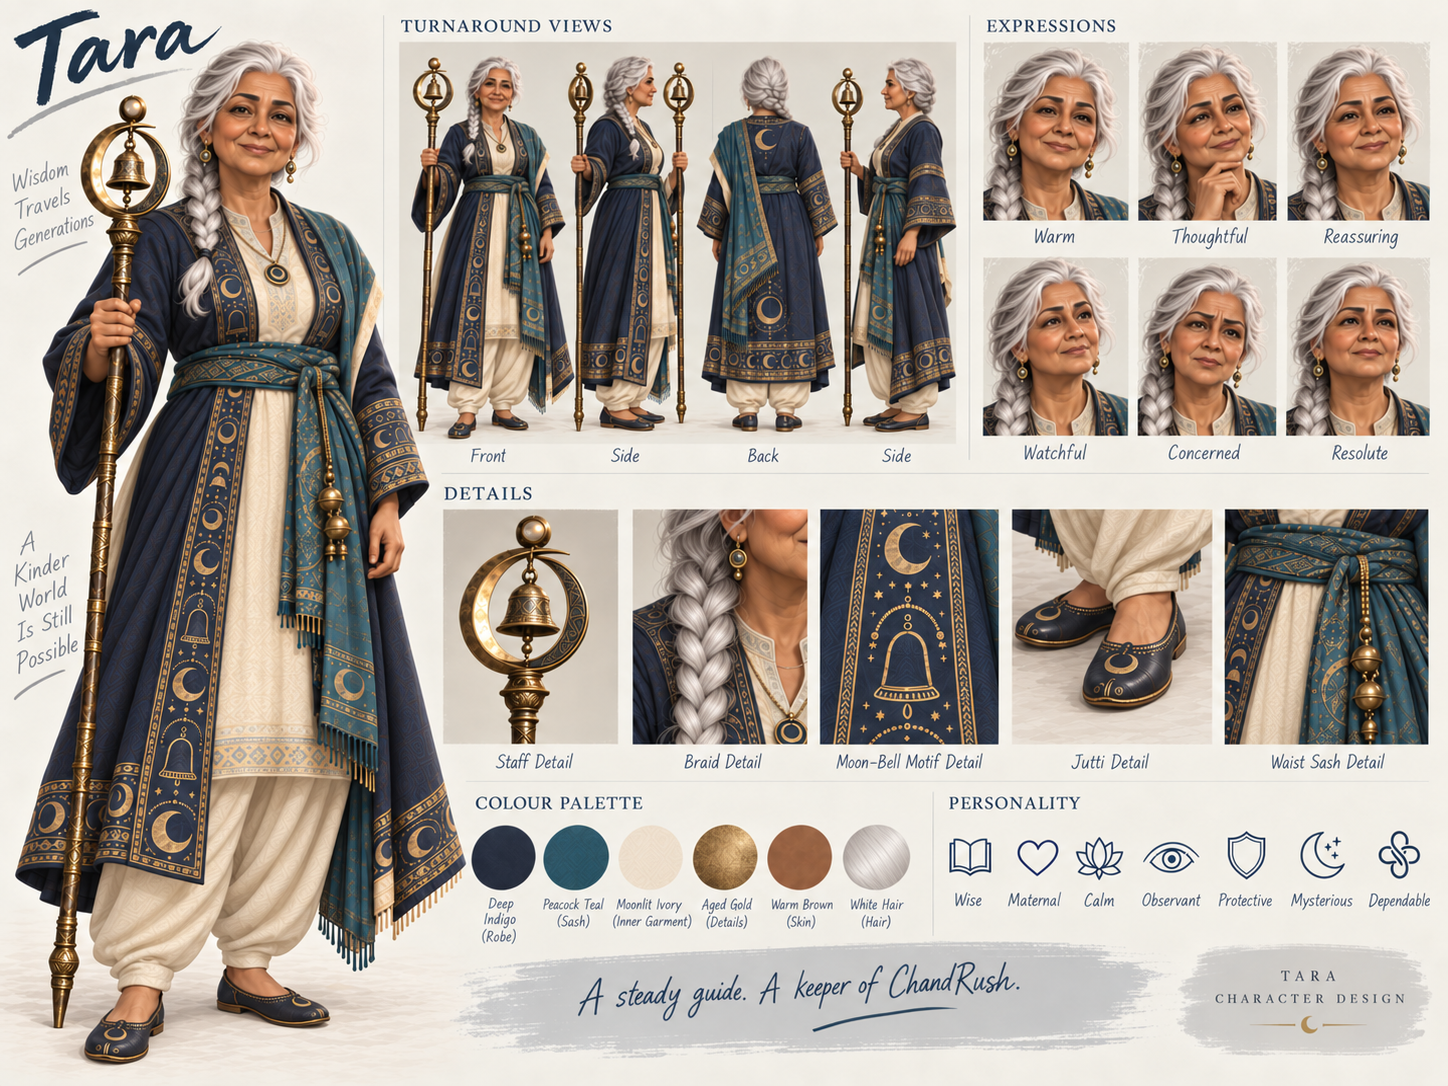 Tara
Wisdom
Travels
Generations
A
Kinder
World
Is Still
Possible
TURNAROUND VIEWS
Front
Side
Back
Side
EXPRESSIONS
Warm
Thoughtful
Reassuring
Watchful
Concerned
Resolute
DETAILS
Staff Detail
Braid Detail
Moon-Bell Motif Detail
Jutti Detail
Waist Sash Detail
COLOUR PALETTE
Deep
Indigo
(Robe)
Peacock Teal
(Sash)
Moonlit Ivory
(Inner Garment)
Aged Gold
(Details)
Warm Brown
(Skin)
White Hair
(Hair)
PERSONALITY
Wise
Maternal
Calm
Observant
Protective
Mysterious
Dependable
A steady guide. A keeper of ChandRush.
TARA
CHARACTER DESIGN